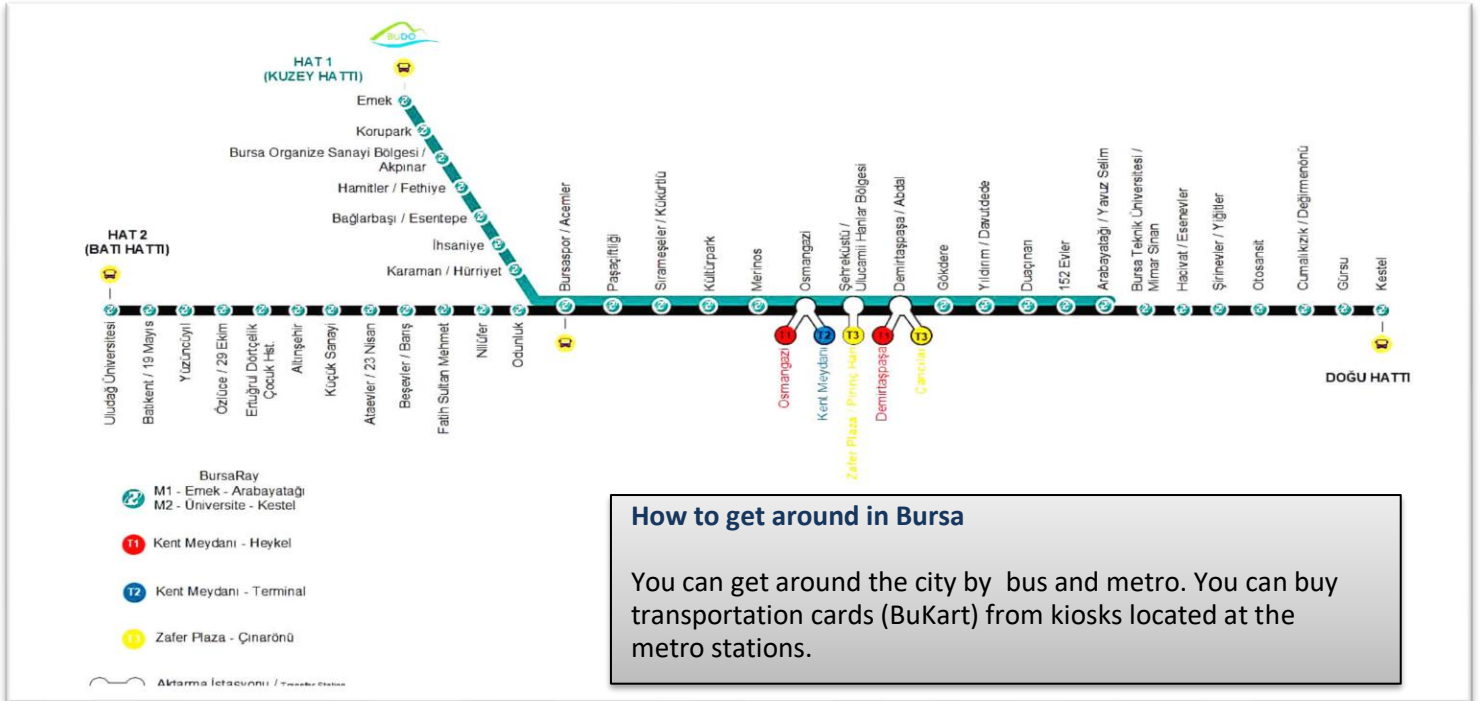 BUDO
HAT 1
(KUZEY HATTI)
Emek
Korupark
Bursa Organize Sanayi Bölgesi /
Akpınar
Hamitler / Fethiye
Bağlarbaşı / Esentepe
İhsaniye
Karaman / Hürriyet
HAT 2
(BATI HATTI)
Uludağ Üniversitesi
Batıkent / 19 Mayıs
Yüzüncüyıl
Özlüce / 29 Ekim
Ertuğrul Dörtçelik
Çocuk Hst.
Altınşehir
Küçük Sanayi
Ataevler / 23 Nisan
Beşevler / Barış
Fatih Sultan Mehmet
Nilüfer
Odunluk
Bursaspor / Acemler
Paşaçiftliği
Sırameşeler / Kükürtlü
Kültürpark
Merinos
Osmangazi
Şehreküstü /
Ulucamii Hanlar Bölgesi
Demirtaşpaşa / Abdal
Gökdere
Yıldırım / Davutdede
Duaçınarı
152 Evler
Arabayatağı / Yavuz Selim
Bursa Teknik Üniversitesi /
Mimar Sinan
Hacivat / Esenevler
Şirinevler / Yiğitler
Otosansit
Cumalıkızık / Değirmenönü
Gürsu
Kestel
DOĞU HATTI
T1
T2
T3
T1
T3
Osmangazi
Kent Meydanı
Zafer Plaza / Pirinç Han
Demirtaşpaşa
Çancılar
BursaRay
M1 - Emek - Arabayatağı
M2 - Üniversite - Kestel
T1 Kent Meydanı - Heykel
T2 Kent Meydanı - Terminal
T3 Zafer Plaza - Çınarönü
Aktarma İstasyonu / Transfer Station
How to get around in Bursa
You can get around the city by bus and metro. You can buy
transportation cards (BuKart) from kiosks located at the
metro stations.